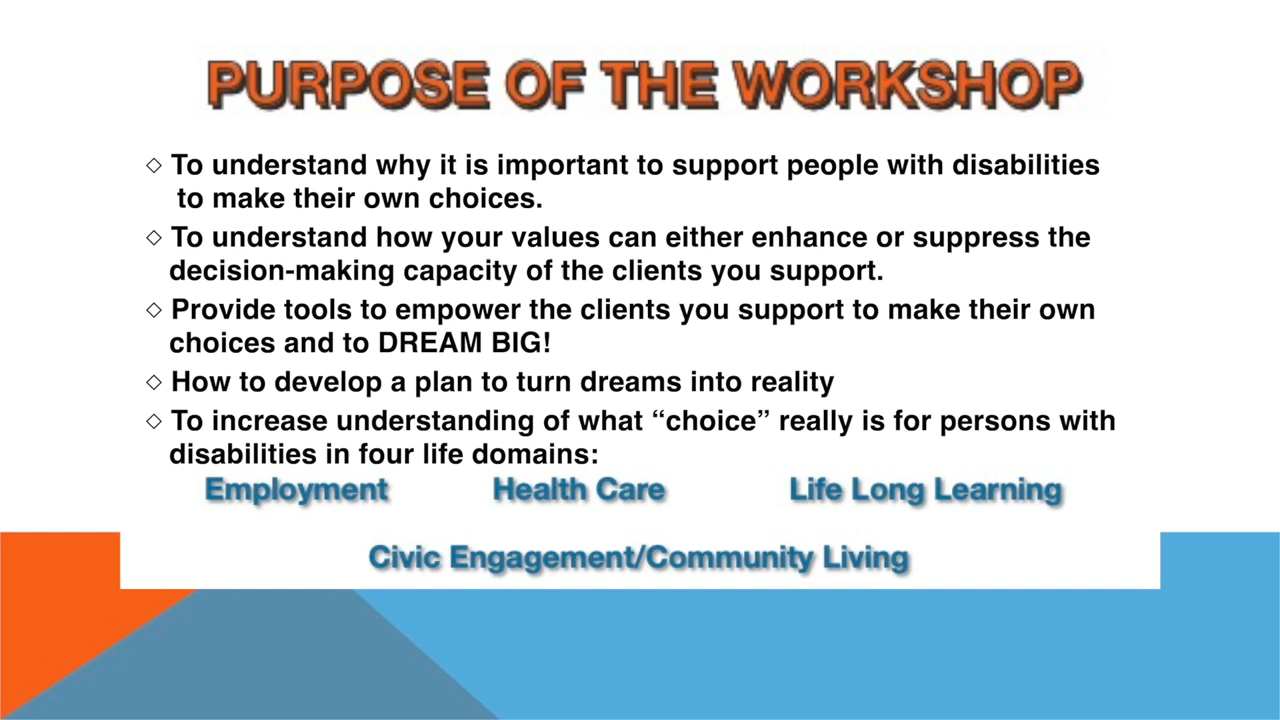 PURPOSE OF THE WORKSHOP
◇ To understand why it is important to support people with disabilities
to make their own choices.
◇ To understand how your values can either enhance or suppress the
decision-making capacity of the clients you support.
◇ Provide tools to empower the clients you support to make their own
choices and to DREAM BIG!
◇ How to develop a plan to turn dreams into reality
◇ To increase understanding of what “choice” really is for persons with
disabilities in four life domains:
Employment Health Care Life Long Learning
Civic Engagement/Community Living